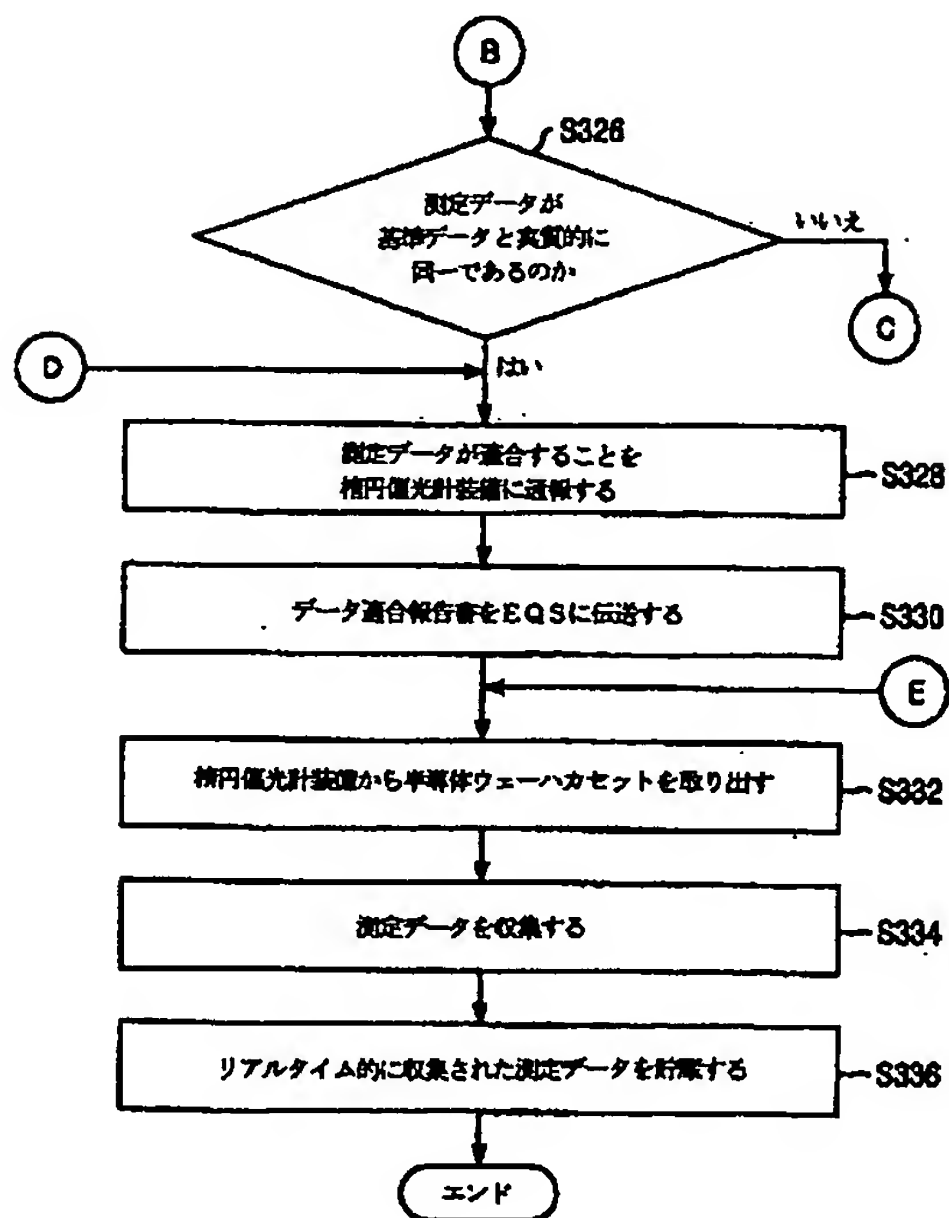 B
S326
測定データが
基準データと実質的に
同一であるのか
いいえ
C
D
はい
測定データが適合することを
楕円偏光計装置に通報する
S328
データ適合報告書をEQSに伝送する
S330
E
楕円偏光計装置から半導体ウェーハカセットを取り出す
S332
測定データを収集する
S334
リアルタイム的に収集された測定データを貯蔵する
S336
エンド